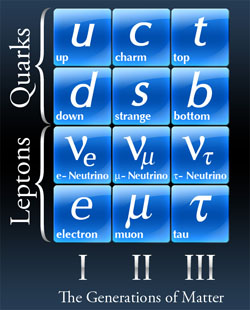 Quarks
u c t
up charm top
d s b
down strange bottom
Leptons
νe νμ ντ
e- Neutrino μ- Neutrino τ- Neutrino
e μ τ
electron muon tau
I II III
The Generations of Matter